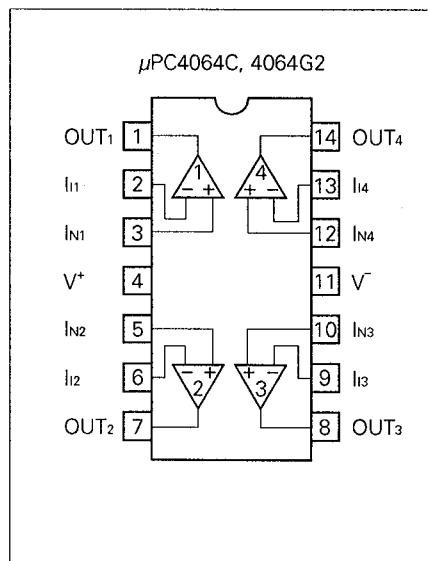 µPC4064C, 4064G2
OUT1 1 14 OUT4
1 4
II1 2 − + + − 13 II4
IN1 3 12 IN4
V+ 4 11 V−
IN2 5 10 IN3
II2 6 − + + − 9 II3
2 3
OUT2 7 8 OUT3